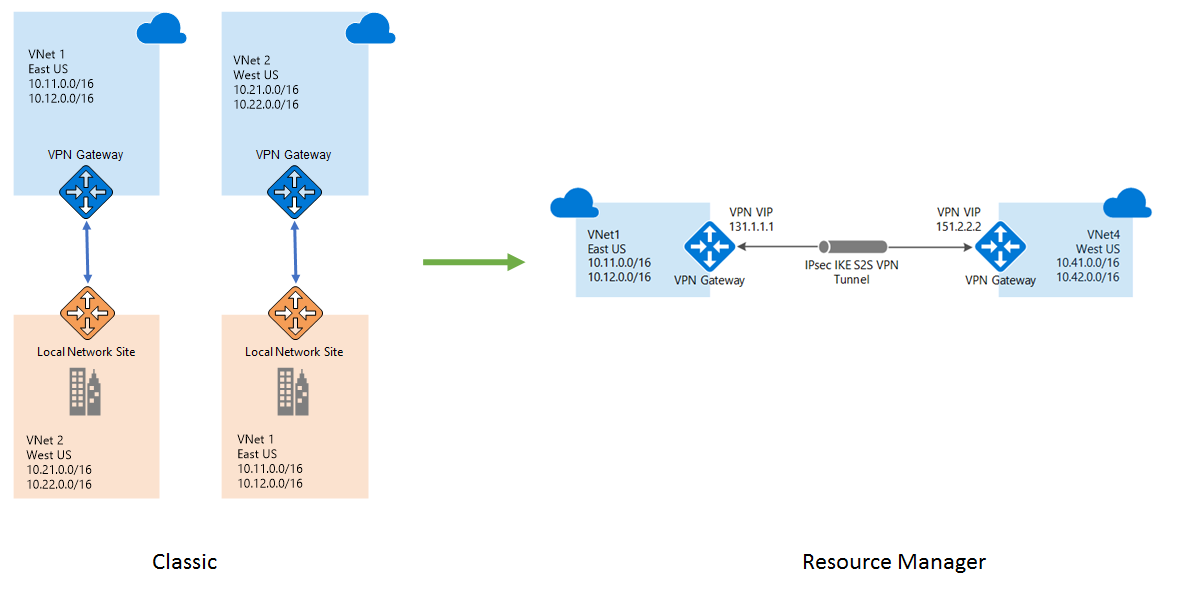 VNet 1
East US
10.11.0.0/16
10.12.0.0/16
VPN Gateway
Local Network Site
VNet 2
West US
10.21.0.0/16
10.22.0.0/16
VNet 2
West US
10.21.0.0/16
10.22.0.0/16
VPN Gateway
Local Network Site
VNet 1
East US
10.11.0.0/16
10.12.0.0/16
Classic
VNet1
East US
10.11.0.0/16
10.12.0.0/16
VPN VIP
131.1.1.1
VPN Gateway
IPsec IKE S2S VPN
Tunnel
VPN VIP
151.2.2.2
VPN Gateway
VNet4
West US
10.41.0.0/16
10.42.0.0/16
Resource Manager